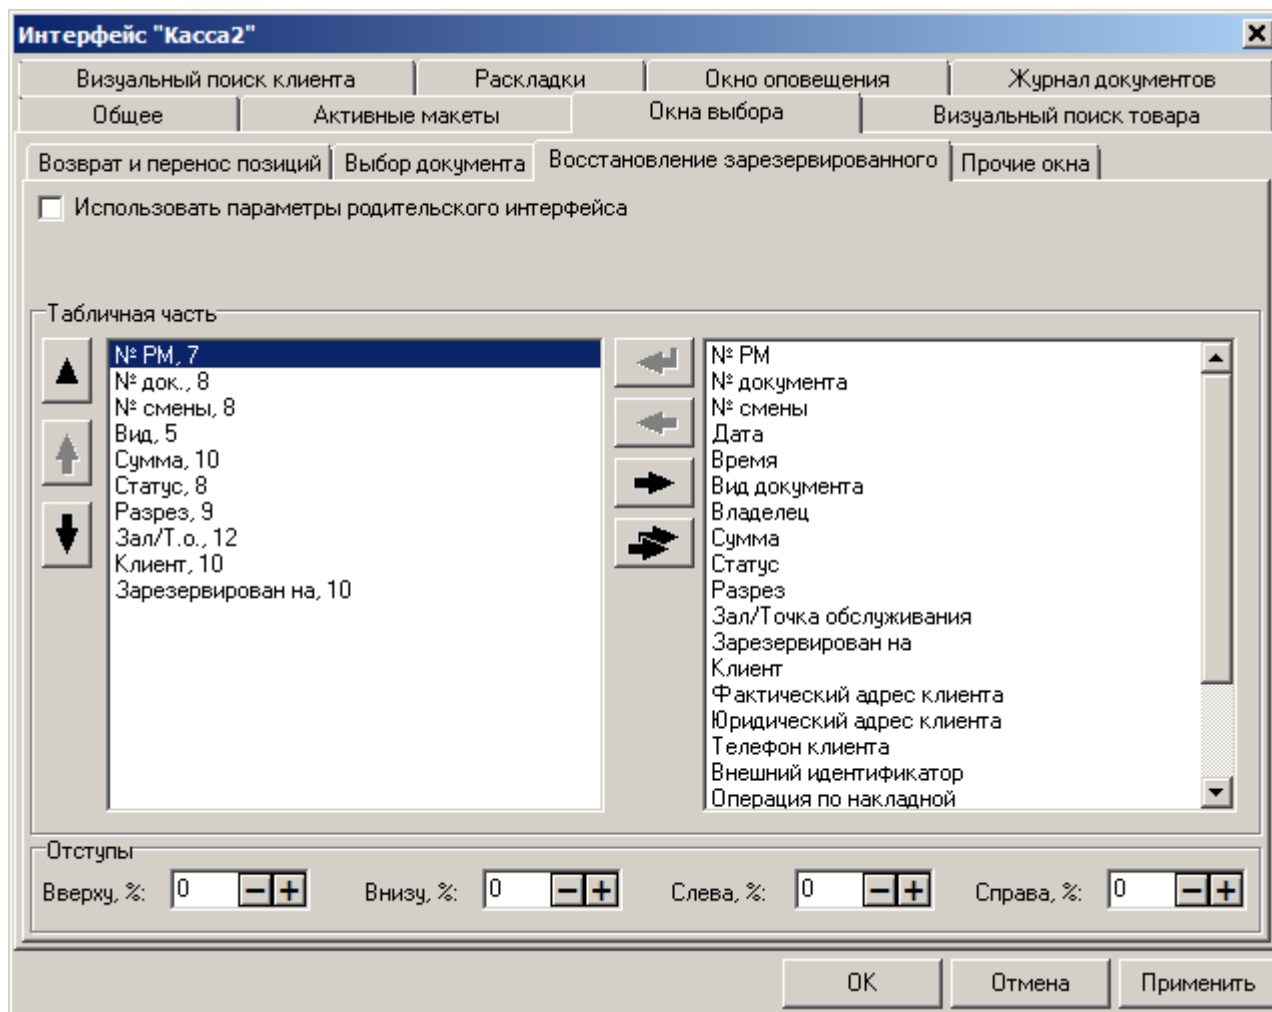 Интерфейс "Касса2"
Визуальный поиск клиента Раскладки Окно оповещения Журнал документов
Общее Активные макеты Окна выбора Визуальный поиск товара
Возврат и перенос позиций Выбор документа Восстановление зарезервированного Прочие окна
Использовать параметры родительского интерфейса
Табличная часть
№ РМ, 7
№ док., 8
№ смены, 8
Вид, 5
Сумма, 10
Статус, 8
Разрез, 9
Зал/Т.о., 12
Клиент, 10
Зарезервирован на, 10
№ РМ
№ документа
№ смены
Дата
Время
Вид документа
Владелец
Сумма
Статус
Разрез
Зал/Точка обслуживания
Зарезервирован на
Клиент
Фактический адрес клиента
Юридический адрес клиента
Телефон клиента
Внешний идентификатор
Операция по накладной
Отступы
Вверху, %: 0 Внизу, %: 0 Слева, %: 0 Справа, %: 0
OK Отмена Применить